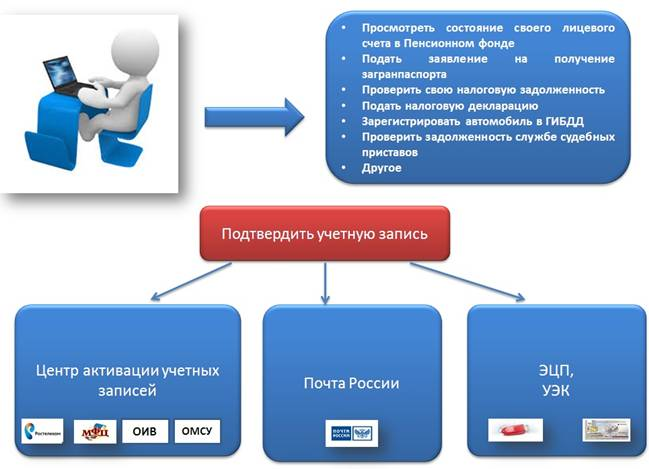 • Просмотреть состояние своего лицевого
счета в Пенсионном фонде
• Подать заявление на получение
загранпаспорта
• Проверить свою налоговую задолженность
• Подать налоговую декларацию
• Зарегистрировать автомобиль в ГИБДД
• Проверить задолженность службе судебных
приставов
• Другое
Подтвердить учетную запись
Центр активации учетных
записей
Ростелеком
МФЦ
ОИВ
ОМСУ
Почта России
ПОЧТА
РОССИИ
ЭЦП,
УЭК